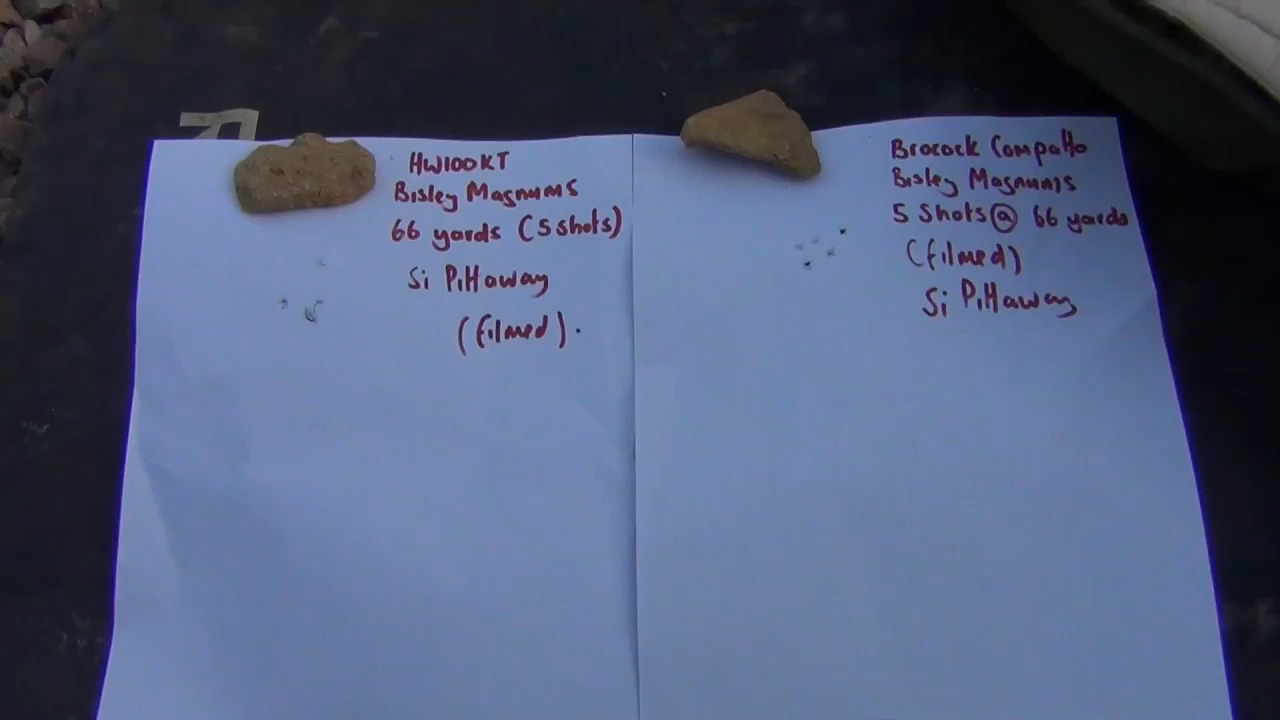 HW100KT
Bisley Magnums
66 yards (5 shots)
Si Pittaway
(filmed).
Brocock Compatto
Bisley Magnums
5 Shots @ 66 yards
(filmed)
Si Pittaway